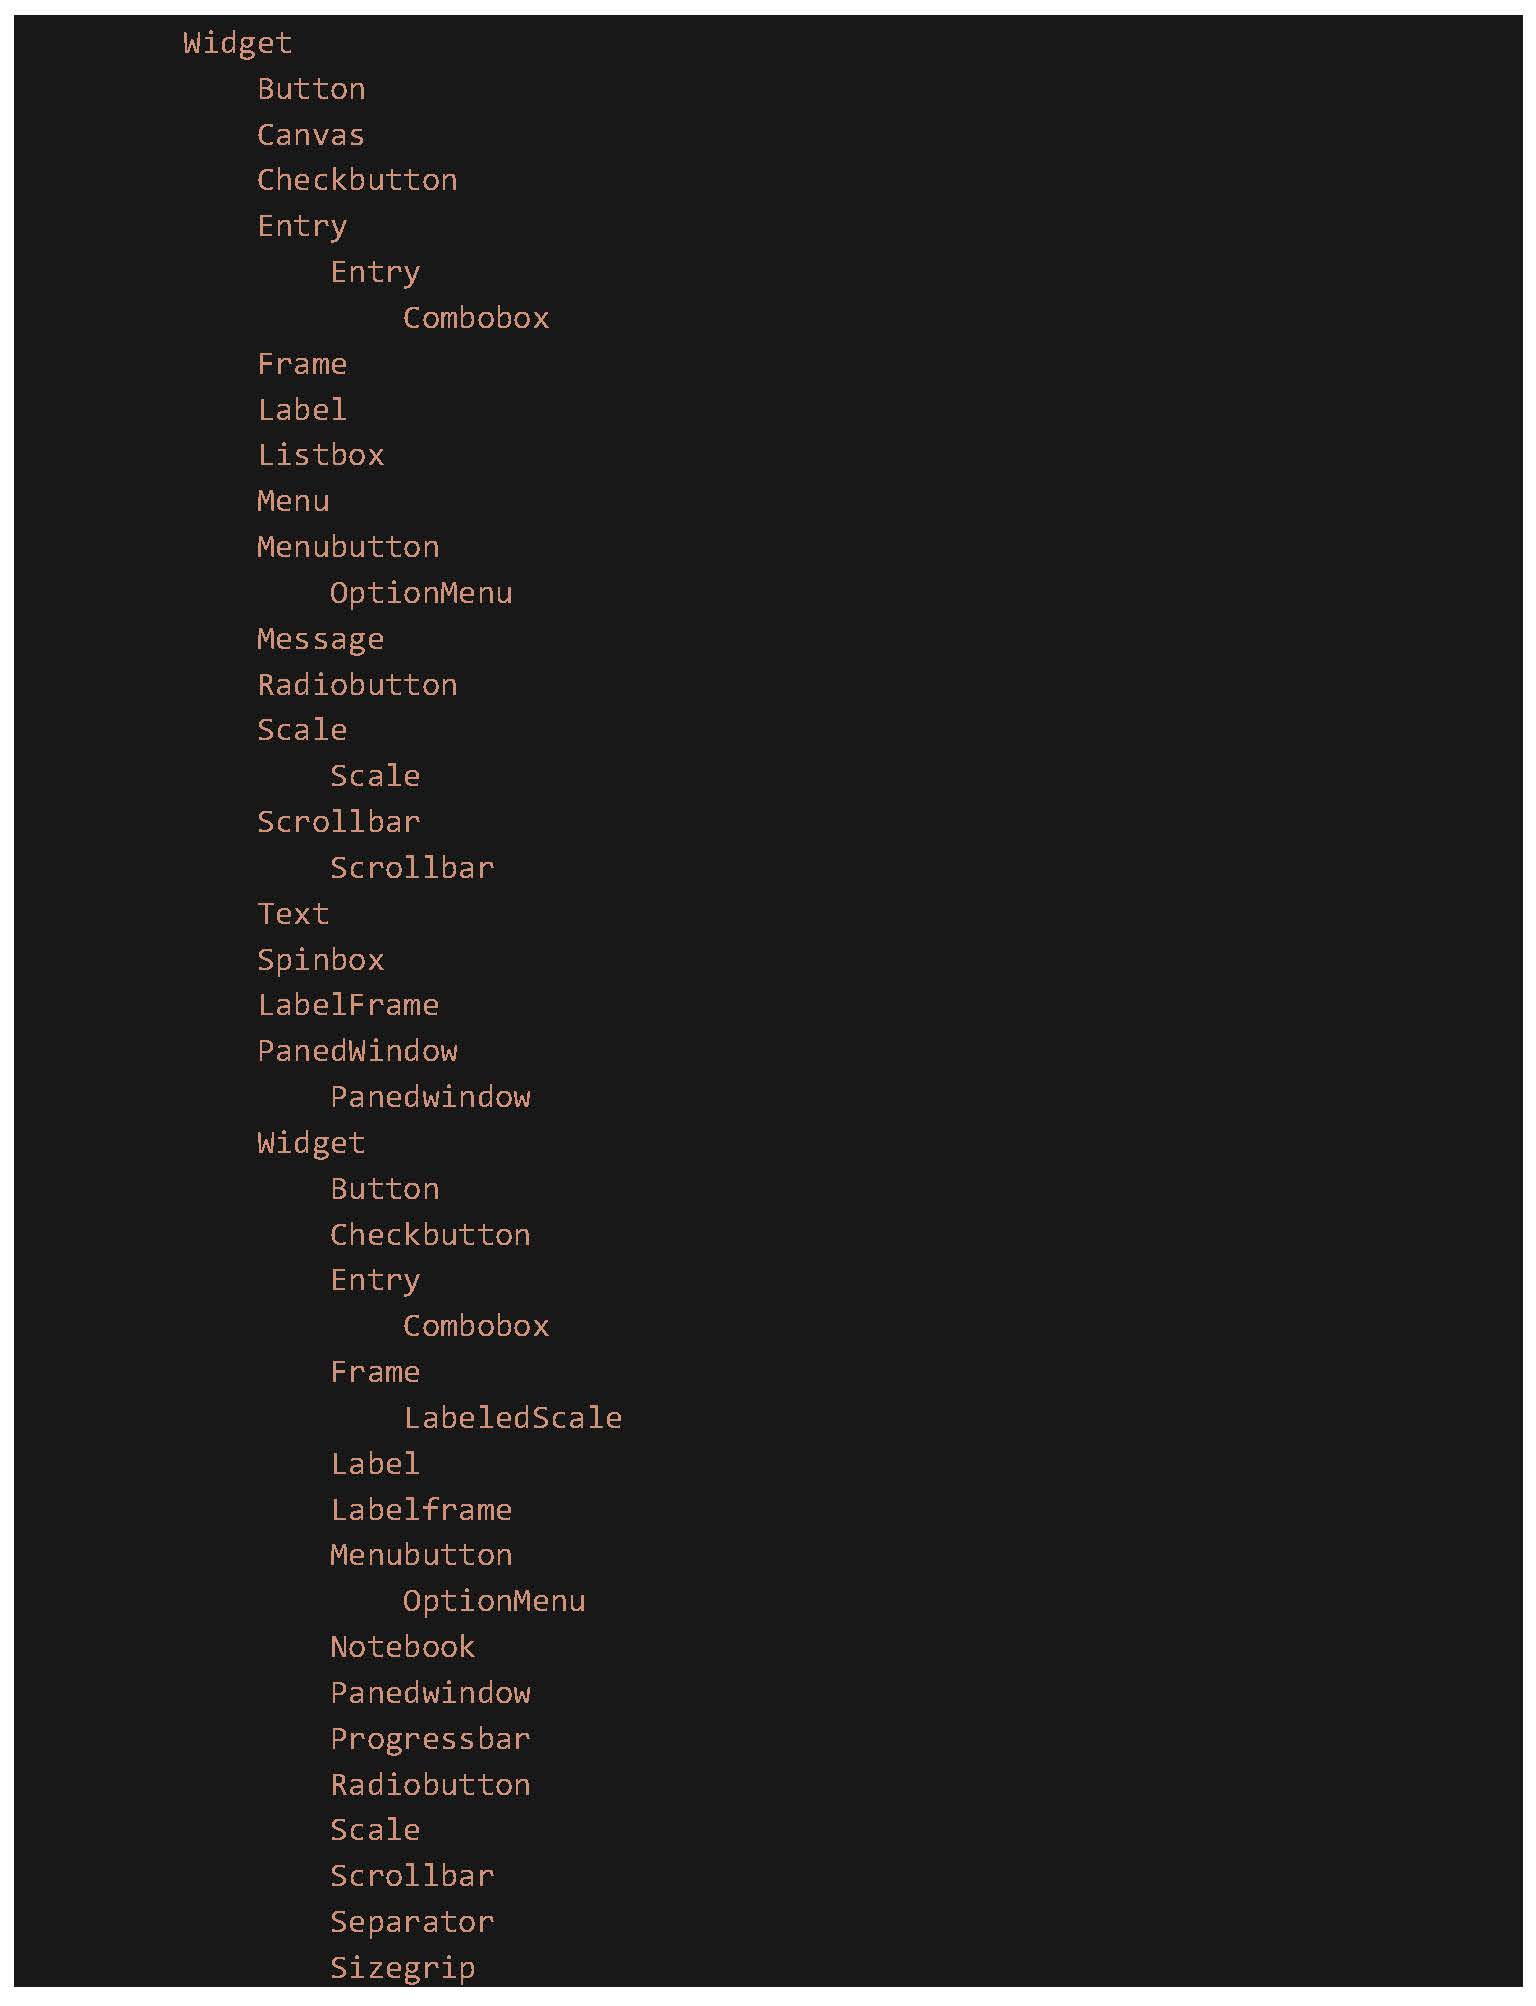 Widget
    Button
    Canvas
    Checkbutton
    Entry
        Entry
            Combobox
    Frame
    Label
    Listbox
    Menu
    Menubutton
        OptionMenu
    Message
    Radiobutton
    Scale
        Scale
    Scrollbar
        Scrollbar
    Text
    Spinbox
    LabelFrame
    PanedWindow
        Panedwindow
    Widget
        Button
        Checkbutton
        Entry
            Combobox
        Frame
            LabeledScale
        Label
        Labelframe
        Menubutton
            OptionMenu
        Notebook
        Panedwindow
        Progressbar
        Radiobutton
        Scale
        Scrollbar
        Separator
        Sizegrip